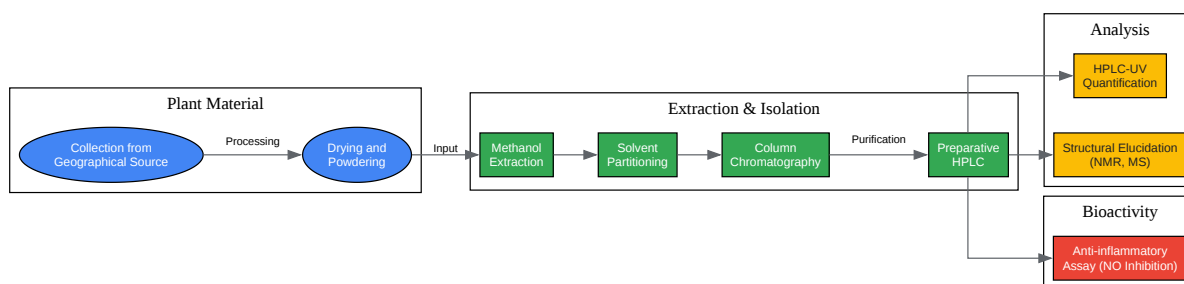 Plant Material
Collection from
Geographical Source
Processing
Drying and
Powdering
Input
Extraction & Isolation
Methanol
Extraction
Solvent
Partitioning
Column
Chromatography
Purification
Preparative
HPLC
Analysis
HPLC-UV
Quantification
Structural Elucidation
(NMR, MS)
Bioactivity
Anti-inflammatory
Assay (NO Inhibition)